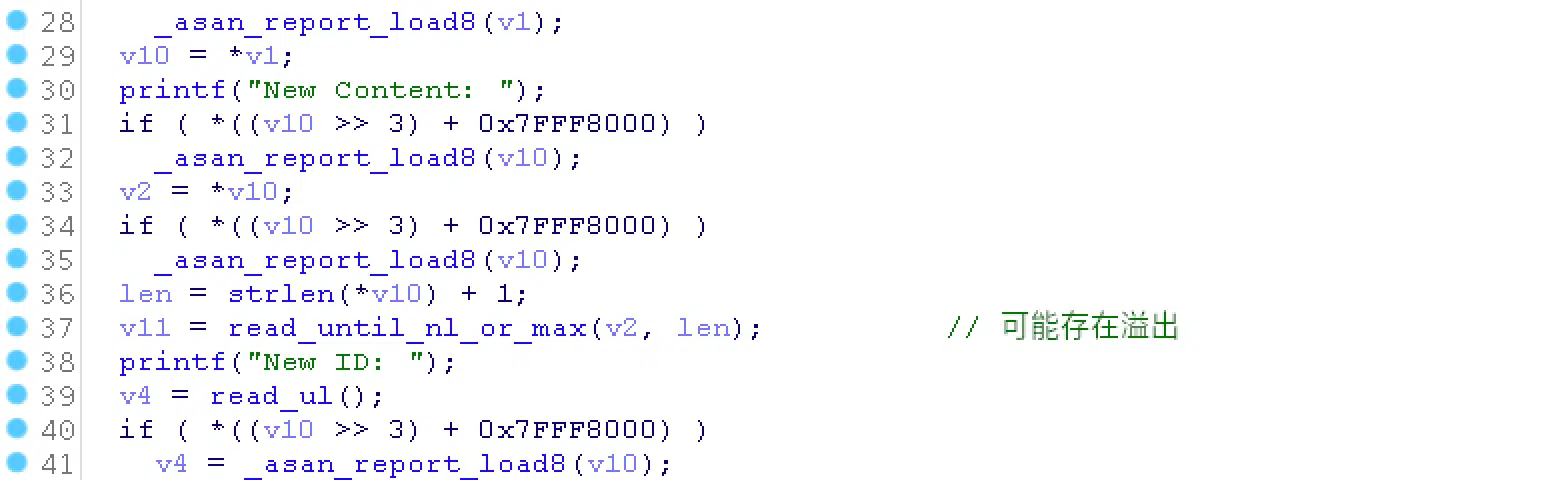 28 _asan_report_load8(v1);
29 v10 = *v1;
30 printf("New Content: ");
31 if ( *((v10 >> 3) + 0x7FFF8000) )
32 _asan_report_load8(v10);
33 v2 = *v10;
34 if ( *((v10 >> 3) + 0x7FFF8000) )
35 _asan_report_load8(v10);
36 len = strlen(*v10) + 1;
37 v11 = read_until_nl_or_max(v2, len); // 可能存在溢出
38 printf("New ID: ");
39 v4 = read_ul();
40 if ( *((v10 >> 3) + 0x7FFF8000) )
41 v4 = _asan_report_load8(v10);